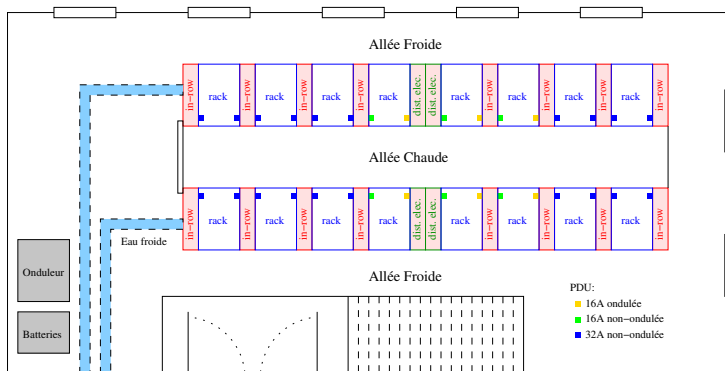 Allée Froide
in-row rack in-row rack in-row rack in-row rack dist. elec. dist. elec. rack in-row rack in-row rack in-row rack in-row
Allée Chaude
in-row rack in-row rack in-row rack in-row rack dist. elec. dist. elec. rack in-row rack in-row rack in-row rack in-row
Eau froide
Allée Froide
Onduleur
Batteries
PDU:
16A ondulée
16A non-ondulée
32A non-ondulée